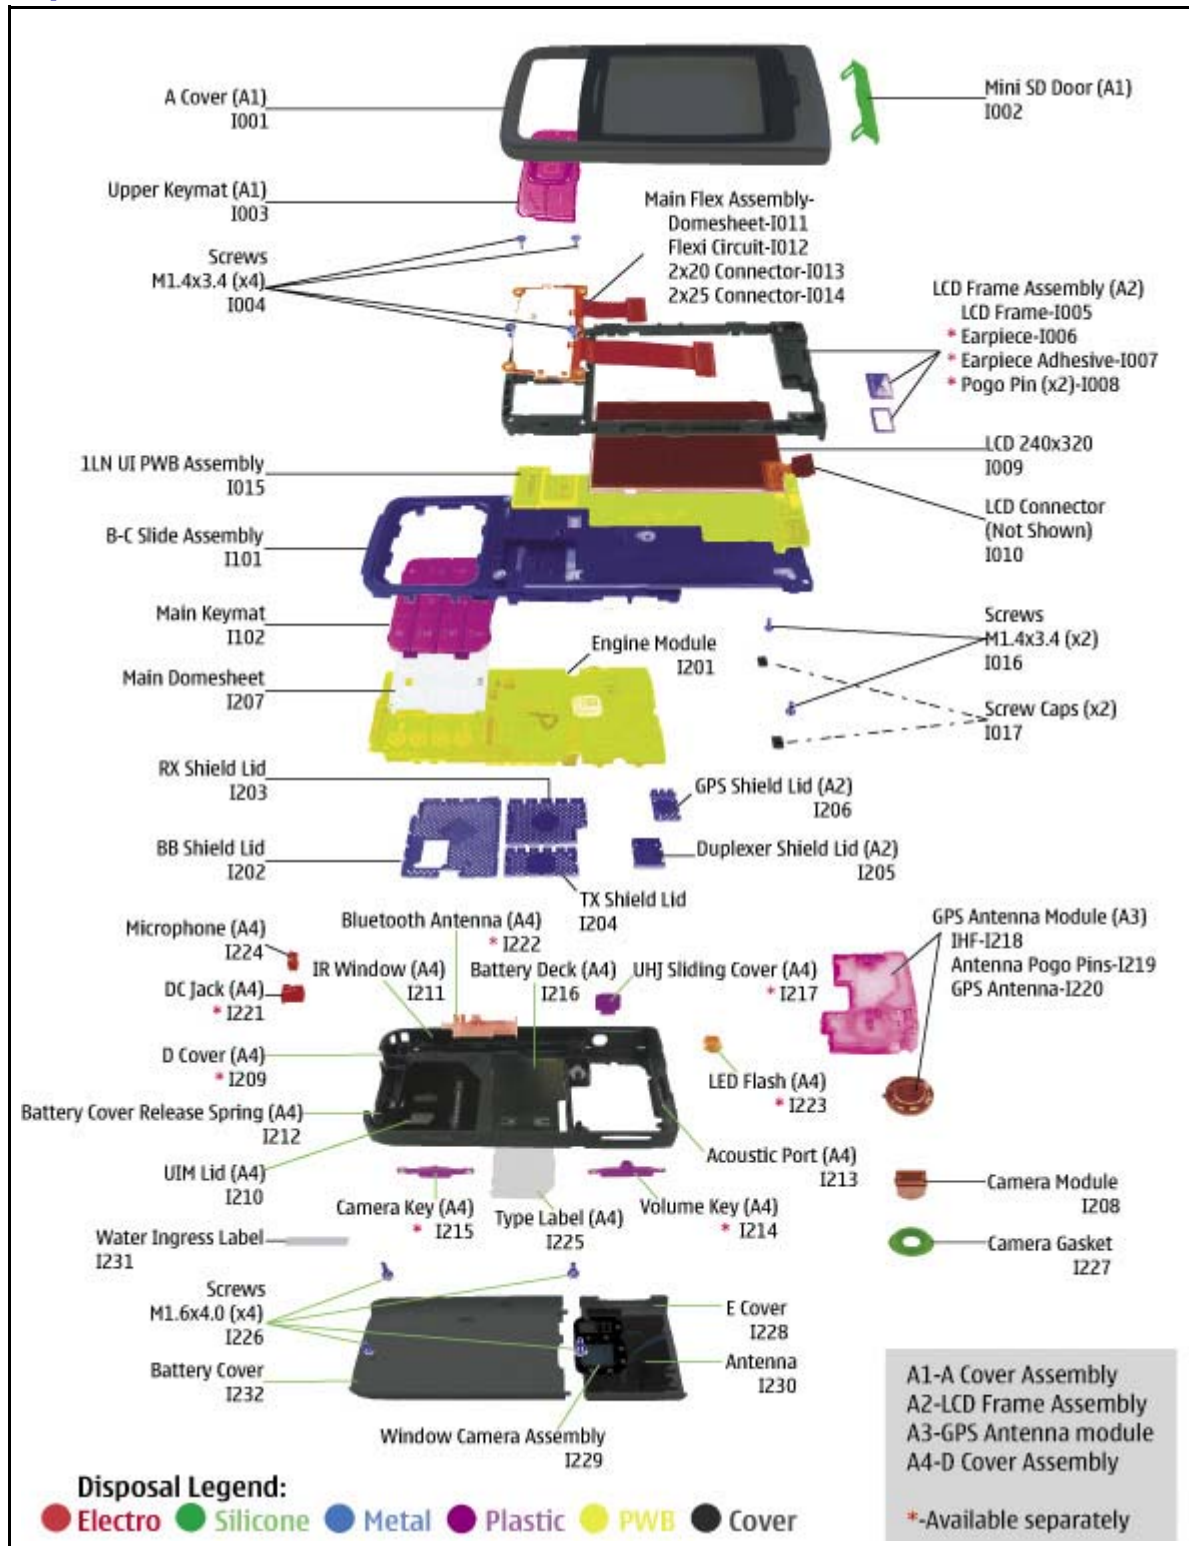 A Cover (A1)
I001
Mini SD Door (A1)
I002
Upper Keymat (A1)
I003
Main Flex Assembly-
Domesheet-I011
Flexi Circuit-I012
2x20 Connector-I013
2x25 Connector-I014
Screws
M1.4x3.4 (x4)
I004
LCD Frame Assembly (A2)
LCD Frame-I005
* Earpiece-I006
* Earpiece Adhesive-I007
* Pogo Pin (x2)-I008
LCD 240x320
I009
1LN UI PWB Assembly
I015
LCD Connector
(Not Shown)
I010
B-C Slide Assembly
I101
Main Keymat
I102
Screws
M1.4x3.4 (x2)
I016
Engine Module
I201
Main Domesheet
I207
Screw Caps (x2)
I017
RX Shield Lid
I203
GPS Shield Lid (A2)
I206
BB Shield Lid
I202
Duplexer Shield Lid (A2)
I205
TX Shield Lid
I204
Microphone (A4)
I224
Bluetooth Antenna (A4)
* I222
GPS Antenna Module (A3)
IHF-I218
Antenna Pogo Pins-I219
GPS Antenna-I220
IR Window (A4)
I211
Battery Deck (A4)
I216
UHJ Sliding Cover (A4)
* I217
DC Jack (A4)
* I221
D Cover (A4)
* I209
LED Flash (A4)
* I223
Battery Cover Release Spring (A4)
I212
Acoustic Port (A4)
I213
UIM Lid (A4)
I210
Camera Module
I208
Camera Key (A4)
* I215
Type Label (A4)
I225
Volume Key (A4)
* I214
Water Ingress Label
I231
Camera Gasket
I227
Screws
M1.6x4.0 (x4)
I226
E Cover
I228
Battery Cover
I232
Antenna
I230
Window Camera Assembly
I229
A1-A Cover Assembly
A2-LCD Frame Assembly
A3-GPS Antenna module
A4-D Cover Assembly
*-Available separately
Disposal Legend:
Electro Silicone Metal Plastic PWB Cover